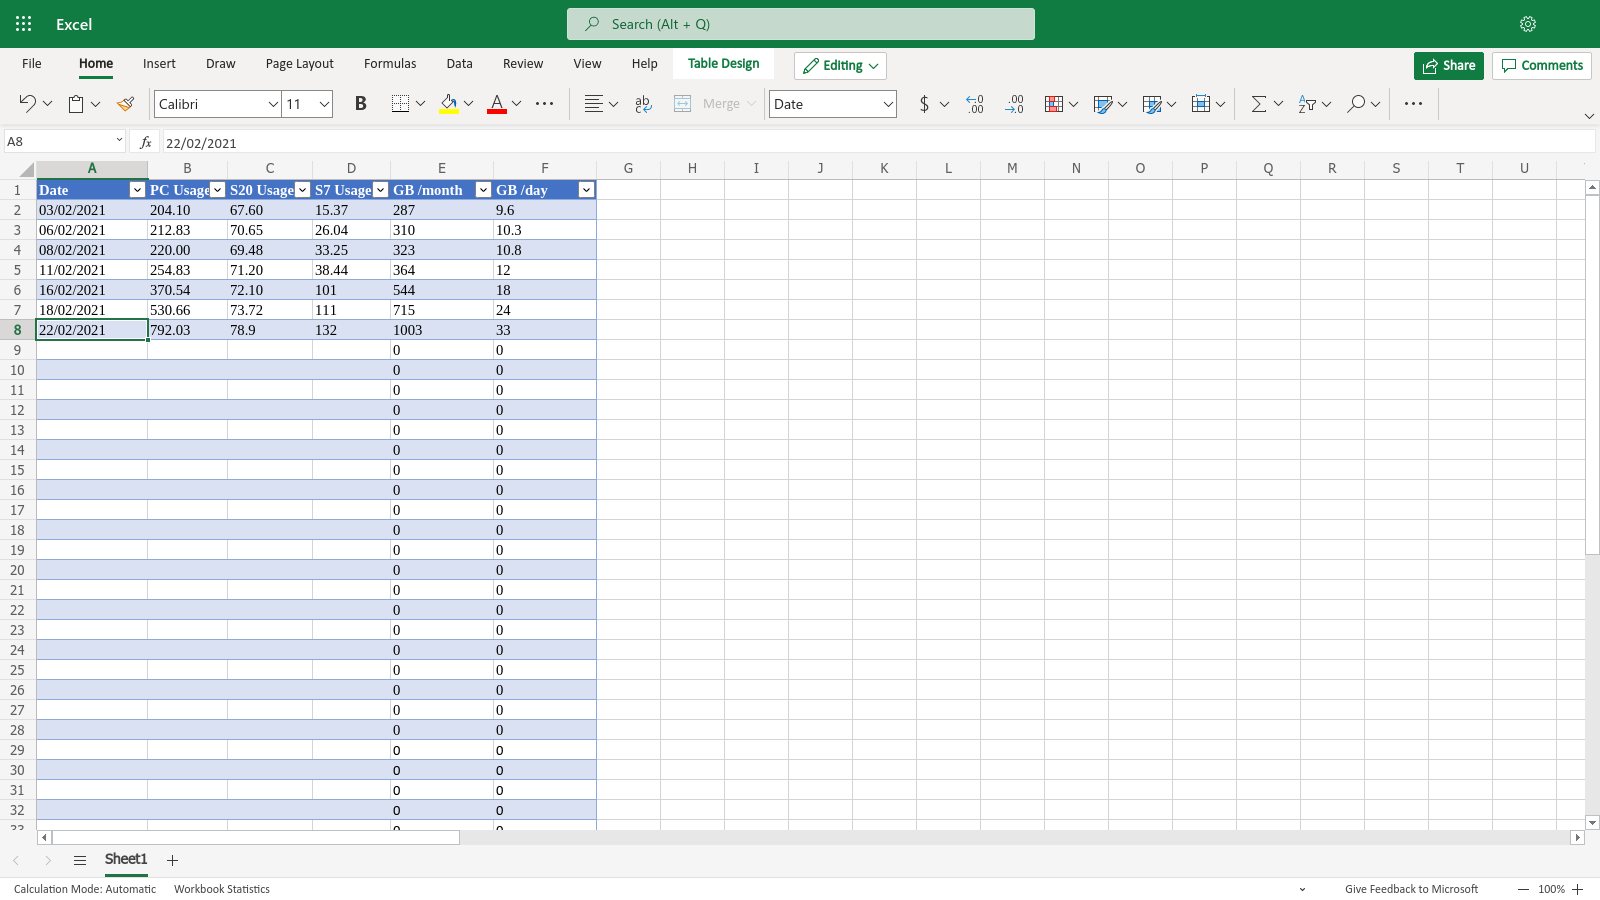 Excel
Search (Alt + Q)
File Home Insert Draw Page Layout Formulas Data Review View Help Table Design Editing Share Comments
Calibri 11 B A ab c Merge Date $ .0 .00 .00 .0 A Z
A8 fx 22/02/2021
A B C D E F G H I J K L M N O P Q R S T U
1 Date PC Usage S20 Usage S7 Usage GB /month GB /day
2 03/02/2021 204.10 67.60 15.37 287 9.6
3 06/02/2021 212.83 70.65 26.04 310 10.3
4 08/02/2021 220.00 69.48 33.25 323 10.8
5 11/02/2021 254.83 71.20 38.44 364 12
6 16/02/2021 370.54 72.10 101 544 18
7 18/02/2021 530.66 73.72 111 715 24
8 22/02/2021 792.03 78.9 132 1003 33
9 0 0
10 0 0
11 0 0
12 0 0
13 0 0
14 0 0
15 0 0
16 0 0
17 0 0
18 0 0
19 0 0
20 0 0
21 0 0
22 0 0
23 0 0
24 0 0
25 0 0
26 0 0
27 0 0
28 0 0
29 0 0
30 0 0
31 0 0
32 0 0
33 0 0
Sheet1
Calculation Mode: Automatic Workbook Statistics Give Feedback to Microsoft 100%